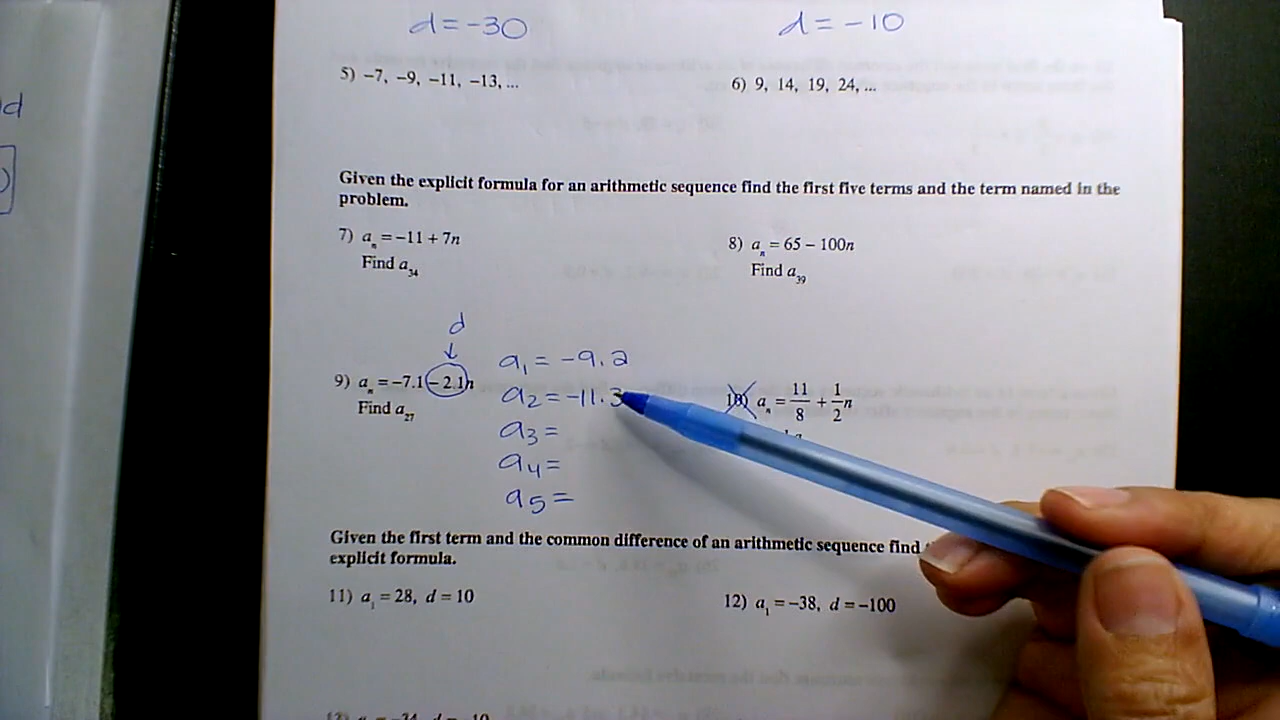 d = -30
d = -10
d
5) −7, −9, −11, −13, ...
6) 9, 14, 19, 24, ...
Given the explicit formula for an arithmetic sequence find the first five terms and the term named in the
problem.
7) aₙ = −11 + 7n
Find a₃₄
8) aₙ = 65 − 100n
Find a₃₉
d
↓
9) aₙ = −7.1 − 2.1n
Find a₂₇
a₁ = -9.2
a₂ = -11.3
a₃ =
a₄ =
a₅ =
10) aₙ = 11/8 + 1/2 n
Given the first term and the common difference of an arithmetic sequence find
explicit formula.
11) a₁ = 28, d = 10
12) a₁ = −38, d = −100